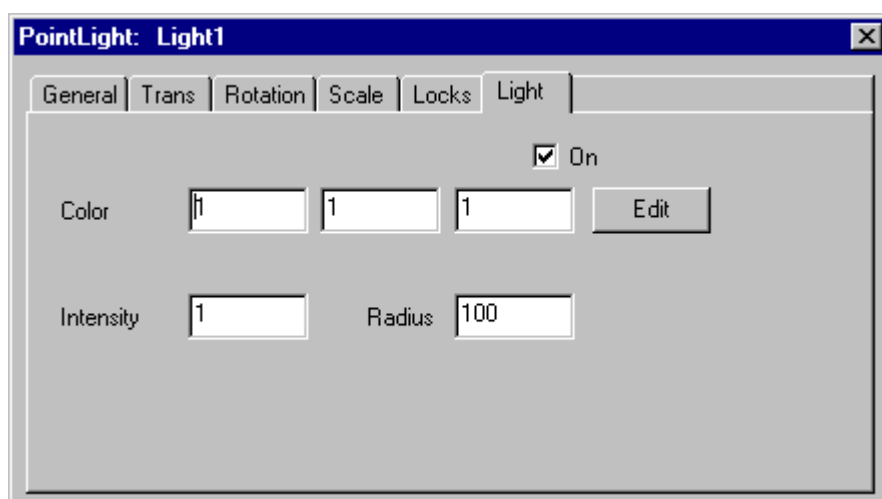 PointLight: Light1
General Trans Rotation Scale Locks Light
On
Color 1 1 1 Edit
Intensity 1 Radius 100